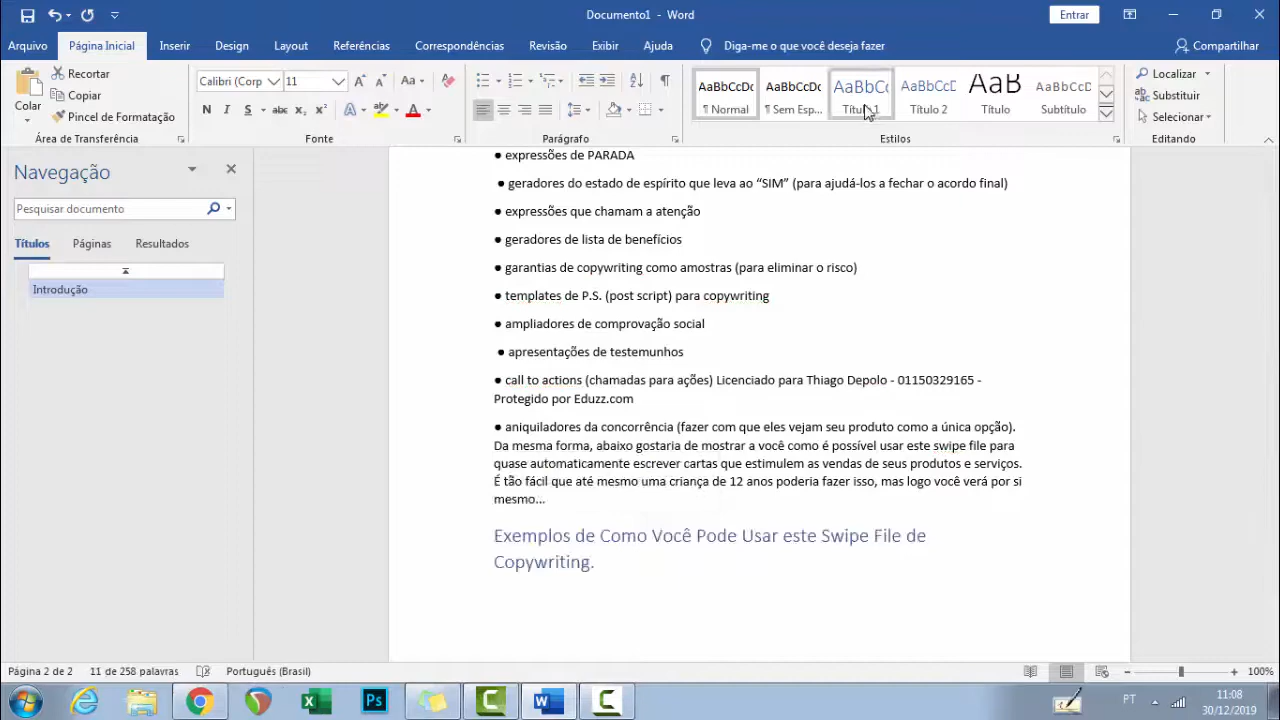 Documento1 - Word
Entrar
Arquivo
Página Inicial
Inserir
Design
Layout
Referências
Correspondências
Revisão
Exibir
Ajuda
Diga-me o que você deseja fazer
Compartilhar
Colar
Recortar
Copiar
Pincel de Formatação
Área de Transferência
Calibri (Corp
11
Aa
N I S abc x₂ x²
Fonte
Parágrafo
AaBbCcDc
¶ Normal
AaBbCcDc
¶ Sem Esp...
AaBbCc
Título 1
AaBbCcD
Título 2
AaB
Título
AaBbCcD
Subtítulo
Estilos
Localizar
Substituir
Selecionar
Editando
Navegação
Pesquisar documento
Títulos
Páginas
Resultados
Introdução
● expressões de PARADA
● geradores do estado de espírito que leva ao “SIM” (para ajudá-los a fechar o acordo final)
● expressões que chamam a atenção
● geradores de lista de benefícios
● garantias de copywriting como amostras (para eliminar o risco)
● templates de P.S. (post script) para copywriting
● ampliadores de comprovação social
● apresentações de testemunhos
● call to actions (chamadas para ações) Licenciado para Thiago Depolo - 01150329165 -
Protegido por Eduzz.com
● aniquiladores da concorrência (fazer com que eles vejam seu produto como a única opção).
Da mesma forma, abaixo gostaria de mostrar a você como é possível usar este swipe file para
quase automaticamente escrever cartas que estimulem as vendas de seus produtos e serviços.
É tão fácil que até mesmo uma criança de 12 anos poderia fazer isso, mas logo você verá por si
mesmo...
Exemplos de Como Você Pode Usar este Swipe File de
Copywriting.
Página 2 de 2
11 de 258 palavras
Português (Brasil)
100%
PT
11:08
30/12/2019